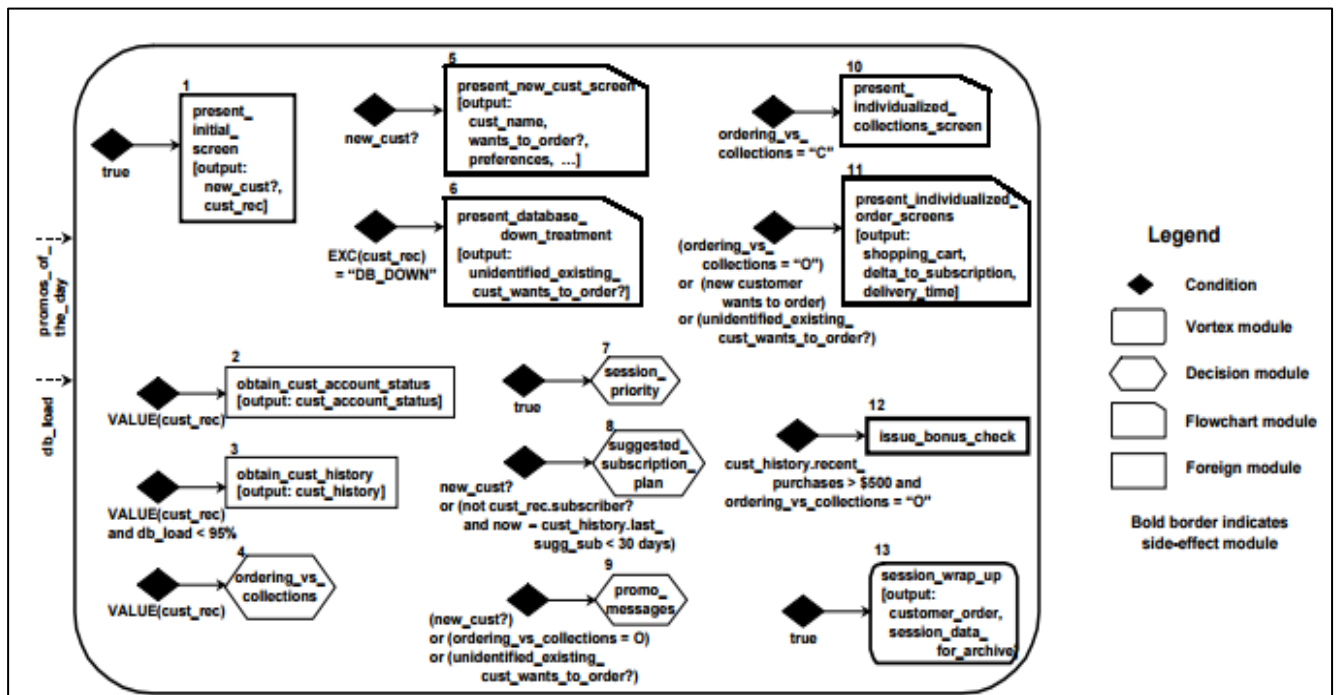 1
present_
initial_
screen
[output:
new_cust?,
cust_rec]
true
5
present_new_cust_screen
[output:
cust_name,
wants_to_order?,
preferences, ...]
new_cust?
10
present_
individualized_
collections_screen
ordering_vs_
collections = “C”
6
present_database_
down_treatment
[output:
unidentified_existing_
cust_wants_to_order?]
EXC(cust_rec)
= “DB_DOWN”
11
present_individualized_
order_screens
[output:
shopping_cart,
delta_to_subscription,
delivery_time]
(ordering_vs_
collections = “O”)
or (new customer
wants to order)
or (unidentified_existing_
cust_wants_to_order?)
promos_of_
the_day
db_load
2
obtain_cust_account_status
[output: cust_account_status]
VALUE(cust_rec)
3
obtain_cust_history
[output: cust_history]
VALUE(cust_rec)
and db_load < 95%
4
ordering_vs_
collections
VALUE(cust_rec)
7
session_
priority
true
8
suggested_
subscription_
plan
new_cust?
or (not cust_rec.subscriber?
and now – cust_history.last_
sugg_sub < 30 days)
9
promo_
messages
(new_cust?)
or (ordering_vs_collections = O)
or (unidentified_existing_
cust_wants_to_order?)
12
issue_bonus_check
cust_history.recent_
purchases > $500 and
ordering_vs_collections = “O”
13
session_wrap_up
[output:
customer_order,
session_data_
for_archive]
true
Legend
Condition
Vortex module
Decision module
Flowchart module
Foreign module
Bold border indicates
side-effect module